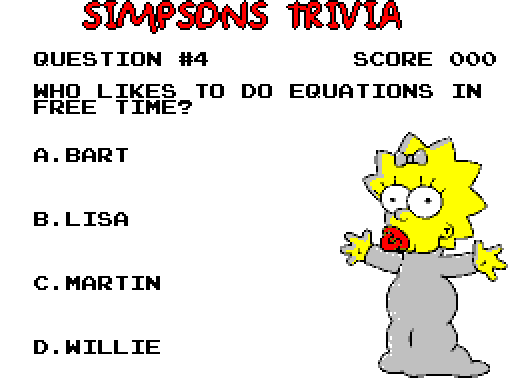 SIMPSONS TRIVIA
QUESTION #4 SCORE 000
WHO LIKES TO DO EQUATIONS IN
FREE TIME?
A.BART
B.LISA
C.MARTIN
D.WILLIE